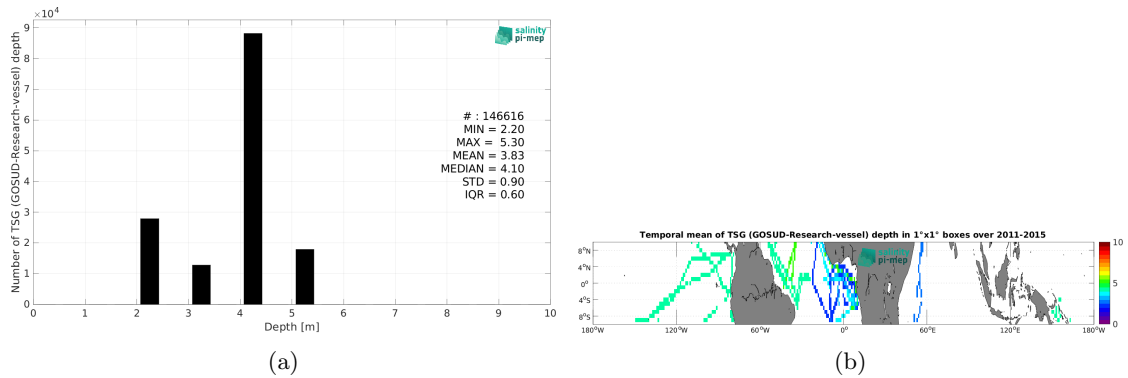 ×10⁴
9
8
7
6
5
4
3
2
1
0
Number of TSG (GOSUD-Research-vessel) depth
salinity
pi-mep
# : 146616
MIN = 2.20
MAX = 5.30
MEAN = 3.83
MEDIAN = 4.10
STD = 0.90
IQR = 0.60
0 1 2 3 4 5 6 7 8 9 10
Depth [m]
(a)
Temporal mean of TSG (GOSUD-Research-vessel) depth in 1°x1° boxes over 2011-2015
salinity
pi-mep
8°N
4°N
0°
4°S
8°S
180°W 120°W 60°W 0° 60°E 120°E 180°W
10
5
0
(b)